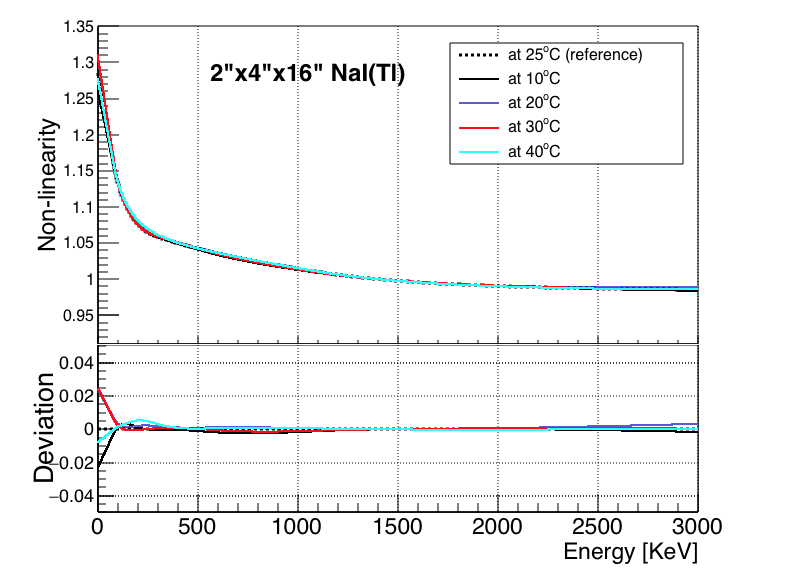 1.35
1.3
1.25
1.2
1.15
1.1
1.05
1
0.95
Non-linearity
2"x4"x16" NaI(Tl)
at 25°C (reference)
at 10°C
at 20°C
at 30°C
at 40°C
0.04
0.02
0
−0.02
−0.04
Deviation
0 500 1000 1500 2000 2500 3000
Energy [KeV]